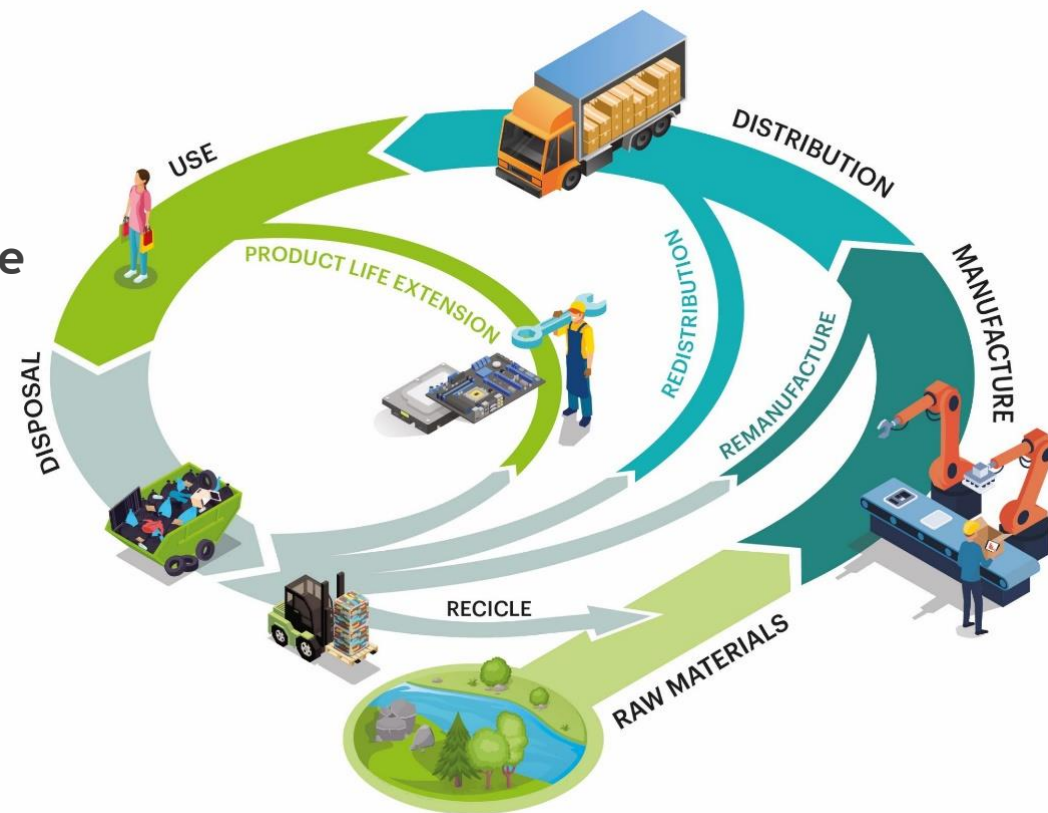 USE
DISTRIBUTION
e
PRODUCT LIFE EXTENSION
REDISTRIBUTION
MANUFACTURE
REMANUFACTURE
DISPOSAL
RECICLE
RAW MATERIALS